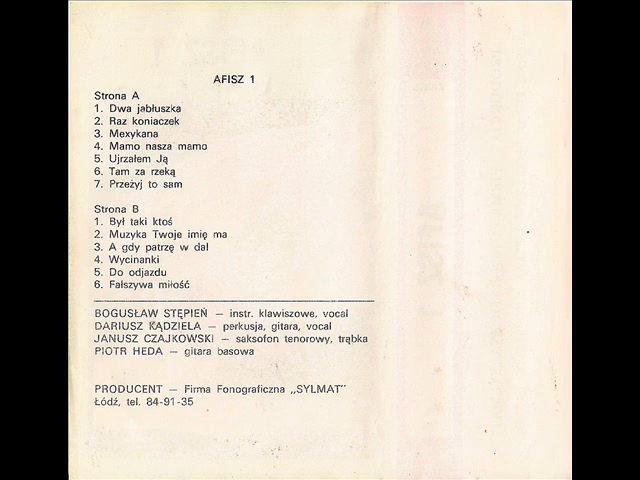 AFISZ 1
Strona A
1. Dwa jabłuszka
2. Raz koniaczek
3. Mexykana
4. Mamo nasza mamo
5. Ujrzałem Ją
6. Tam za rzeką
7. Przeżyj to sam
Strona B
1. Był taki ktoś
2. Muzyka Twoje imię ma
3. A gdy patrzę w dal
4. Wycinanki
5. Do odjazdu
6. Fałszywa miłość
BOGUSŁAW STĘPIEŃ — instr. klawiszowe, vocal
DARIUSZ KĄDZIELA — perkusja, gitara, vocal
JANUSZ CZAJKOWSKI — saksofon tenorowy, trąbka
PIOTR HEDA — gitara basowa
PRODUCENT — Firma Fonograficzna „SYLMAT”
Łódź, tel. 84-91-35